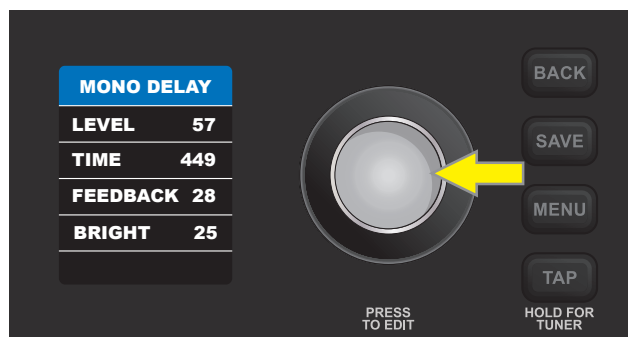 MONO DELAY
LEVEL 57
TIME 449
FEEDBACK 28
BRIGHT 25
PRESS
TO EDIT
BACK
SAVE
MENU
TAP
HOLD FOR
TUNER